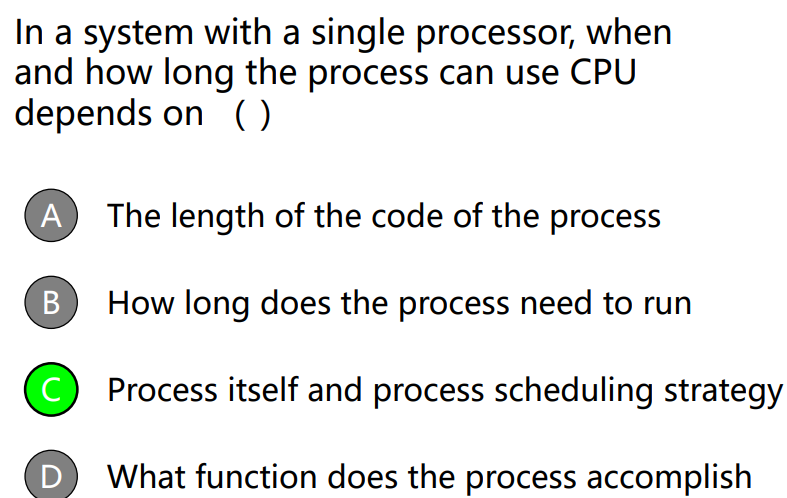 In a system with a single processor, when
and how long the process can use CPU
depends on ( )
A The length of the code of the process
B How long does the process need to run
C Process itself and process scheduling strategy
D What function does the process accomplish